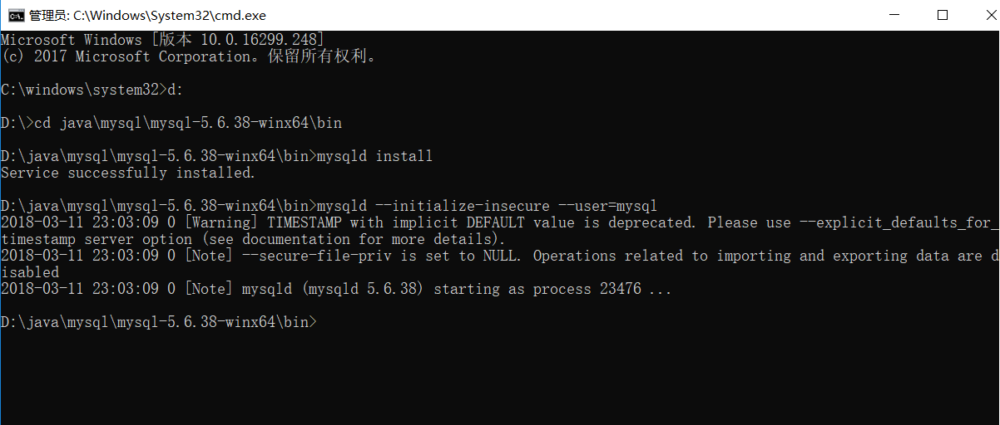 管理员: C:\Windows\System32\cmd.exe
Microsoft Windows [版本 10.0.16299.248]
(c) 2017 Microsoft Corporation。保留所有权利。
C:\windows\system32>d:
D:\>cd java\mysql\mysql-5.6.38-winx64\bin
D:\java\mysql\mysql-5.6.38-winx64\bin>mysqld install
Service successfully installed.
D:\java\mysql\mysql-5.6.38-winx64\bin>mysqld --initialize-insecure --user=mysql
2018-03-11 23:03:09 0 [Warning] TIMESTAMP with implicit DEFAULT value is deprecated. Please use --explicit_defaults_for_
timestamp server option (see documentation for more details).
2018-03-11 23:03:09 0 [Note] --secure-file-priv is set to NULL. Operations related to importing and exporting data are d
isabled
2018-03-11 23:03:09 0 [Note] mysqld (mysqld 5.6.38) starting as process 23476 ...
D:\java\mysql\mysql-5.6.38-winx64\bin>